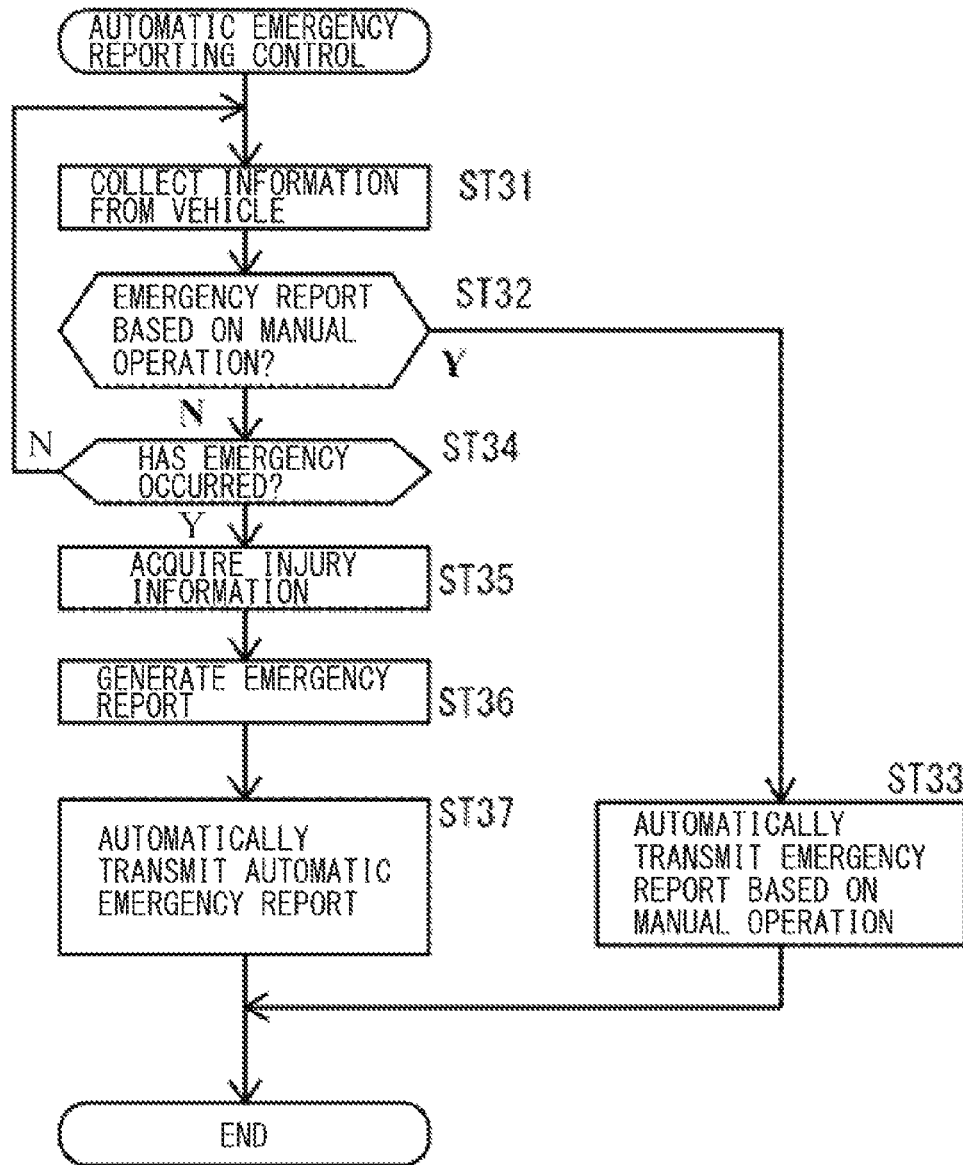 AUTOMATIC EMERGENCY
REPORTING CONTROL
COLLECT INFORMATION
FROM VEHICLE
ST31
EMERGENCY REPORT
BASED ON MANUAL
OPERATION?
ST32
Y
N
HAS EMERGENCY
OCCURRED?
ST34
N
Y
ACQUIRE INJURY
INFORMATION
ST35
GENERATE EMERGENCY
REPORT
ST36
AUTOMATICALLY
TRANSMIT AUTOMATIC
EMERGENCY REPORT
ST37
ST33
AUTOMATICALLY
TRANSMIT EMERGENCY
REPORT BASED ON
MANUAL OPERATION
END